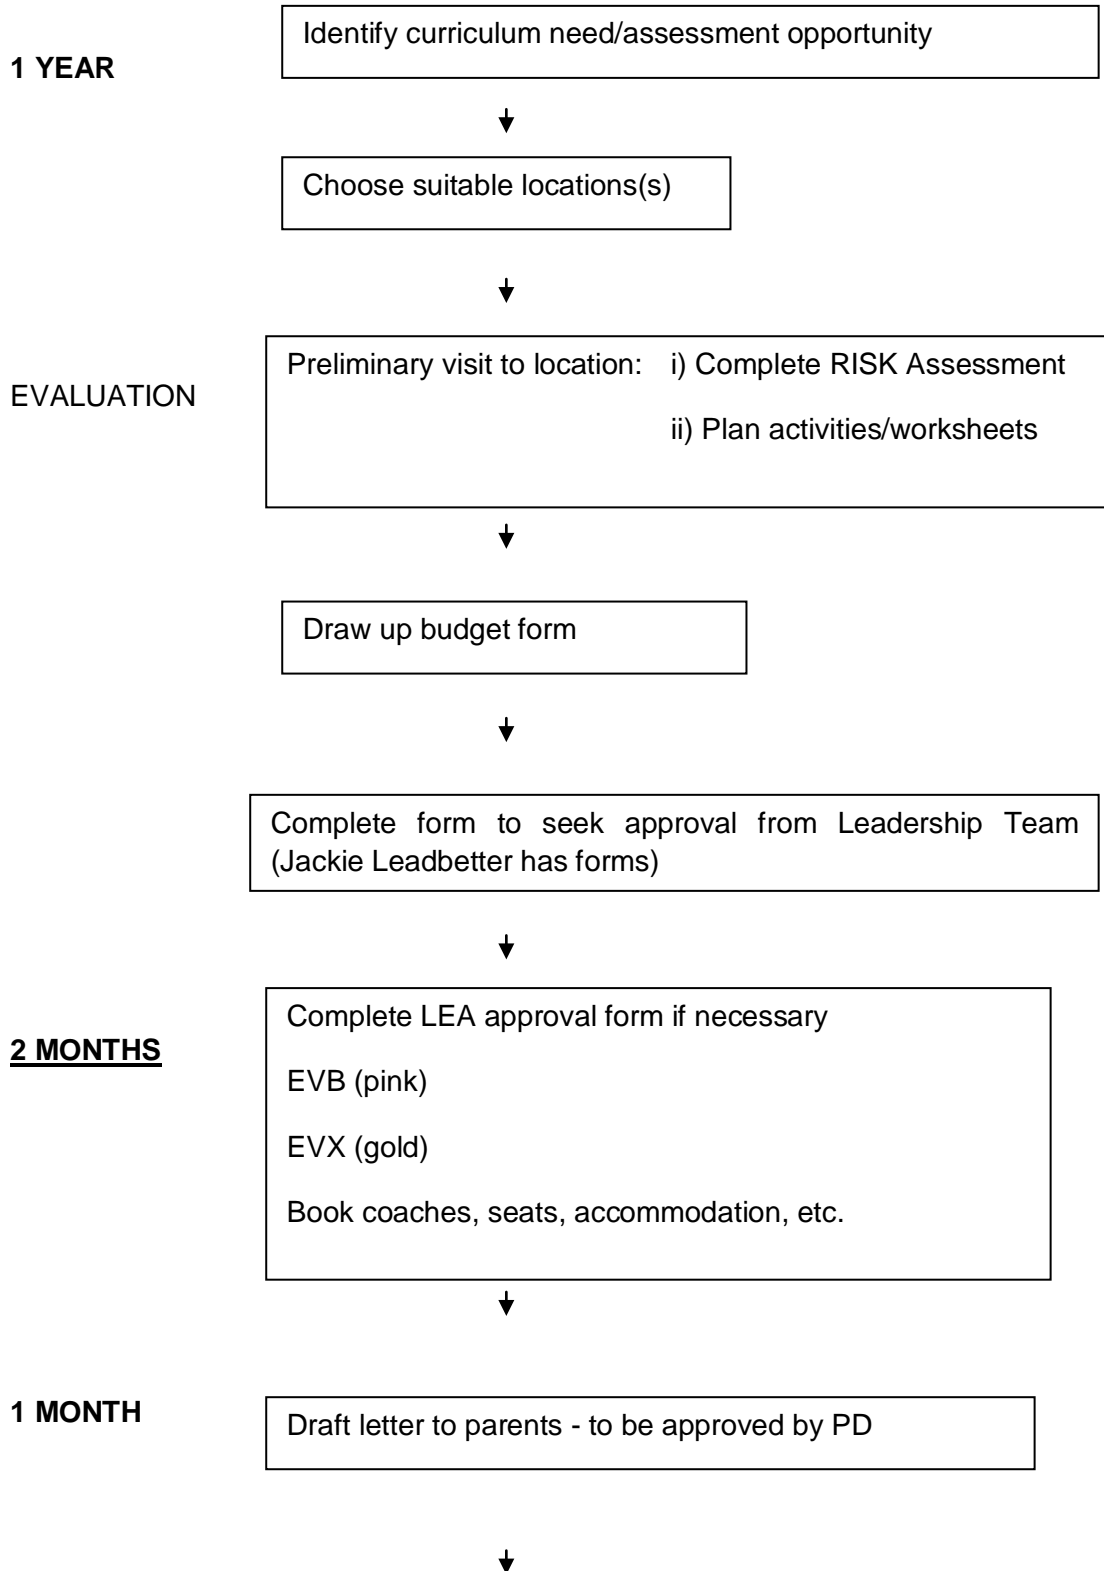 Identify curriculum need/assessment opportunity
1 YEAR
Choose suitable locations(s)
Preliminary visit to location: i) Complete RISK Assessment
EVALUATION
ii) Plan activities/worksheets
Draw up budget form
Complete form to seek approval from Leadership Team
(Jackie Leadbetter has forms)
Complete LEA approval form if necessary
2 MONTHS
EVB (pink)
EVX (gold)
Book coaches, seats, accommodation, etc.
1 MONTH
Draft letter to parents - to be approved by PD